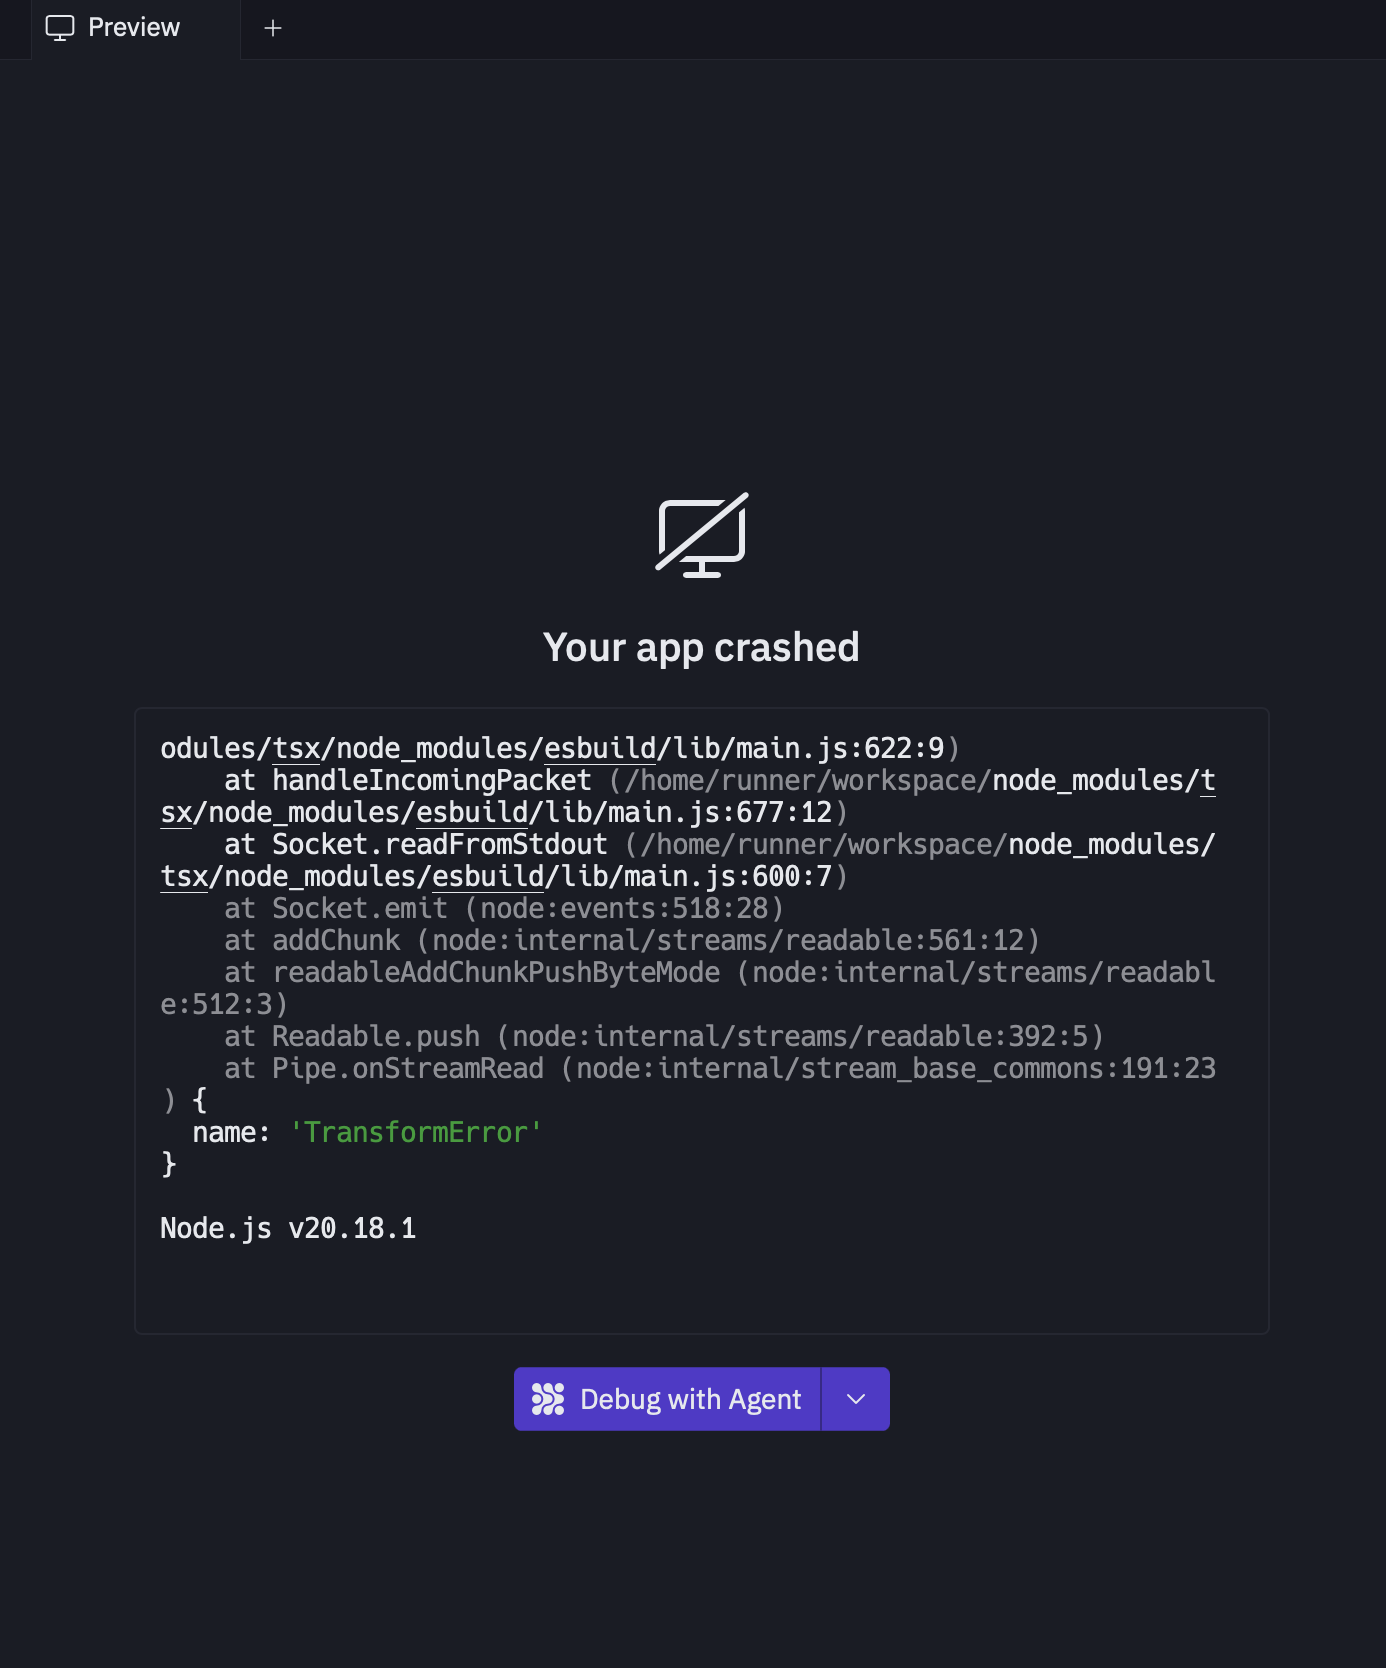 Preview
Your app crashed
odules/tsx/node_modules/esbuild/lib/main.js:622:9)
    at handleIncomingPacket (/home/runner/workspace/node_modules/t
sx/node_modules/esbuild/lib/main.js:677:12)
    at Socket.readFromStdout (/home/runner/workspace/node_modules/
tsx/node_modules/esbuild/lib/main.js:600:7)
    at Socket.emit (node:events:518:28)
    at addChunk (node:internal/streams/readable:561:12)
    at readableAddChunkPushByteMode (node:internal/streams/readabl
e:512:3)
    at Readable.push (node:internal/streams/readable:392:5)
    at Pipe.onStreamRead (node:internal/stream_base_commons:191:23
) {
  name: 'TransformError'
}
Node.js v20.18.1
Debug with Agent